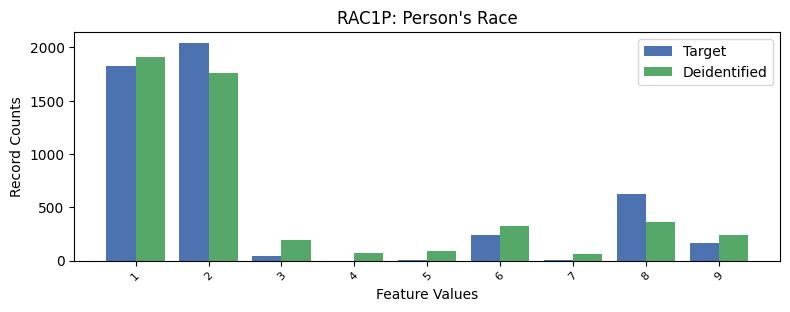 RAC1P: Person's Race
Target
Deidentified
Record Counts
2000
1500
1000
500
0
1 2 3 4 5 6 7 8 9
Feature Values